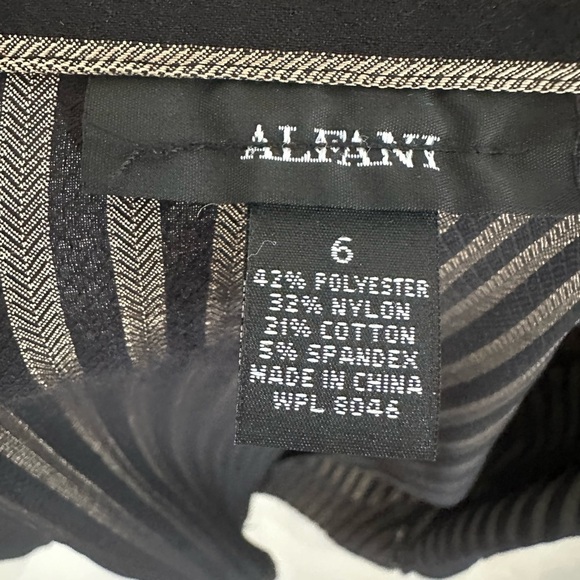 ALFANI
6
42% POLYESTER
32% NYLON
21% COTTON
5% SPANDEX
MADE IN CHINA
WPL 8046